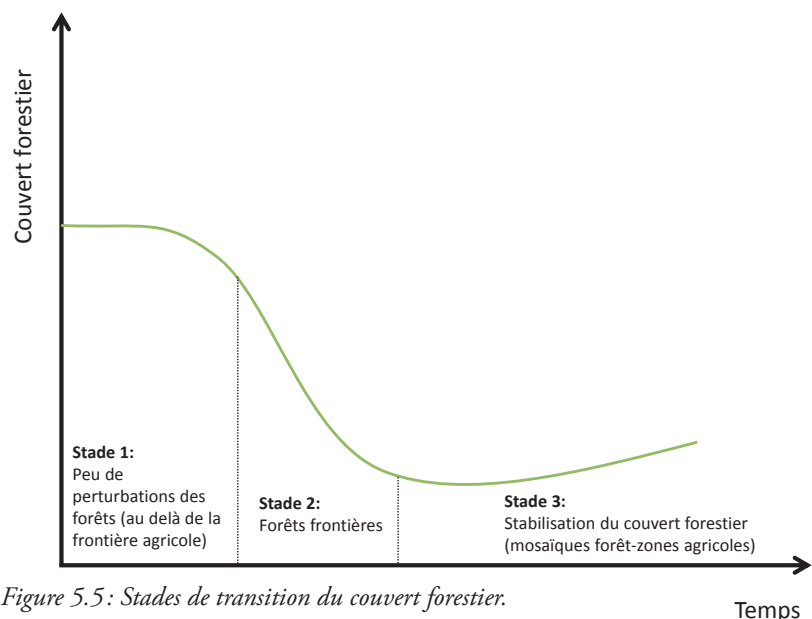 Couvert forestier
Stade 1:
Peu de
perturbations des
forêts (au delà de la
frontière agricole)
Stade 2:
Forêts frontières
Stade 3:
Stabilisation du couvert forestier
(mosaïques forêt-zones agricoles)
Temps
Figure 5.5 : Stades de transition du couvert forestier.